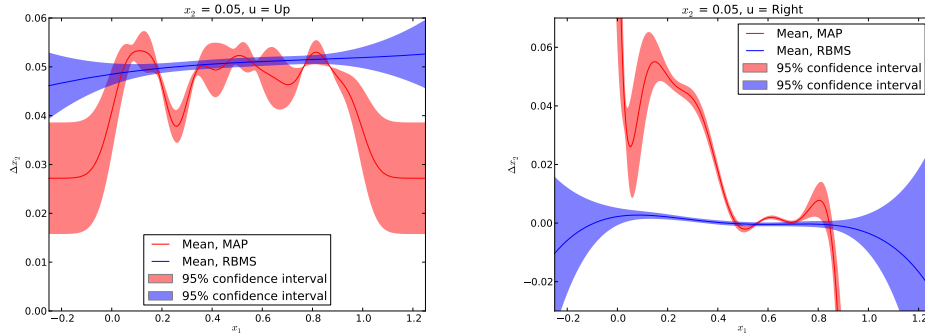 x₂ = 0.05, u = Up
0.06
0.05
0.04
0.03
0.02
0.01
0.00
Δx₂
Mean, MAP
Mean, RBMS
95% confidence interval
95% confidence interval
−0.2 0.0 0.2 0.4 0.6 0.8 1.0 1.2
x₁
x₂ = 0.05, u = Right
0.06
0.04
0.02
0.00
−0.02
Δx₂
Mean, MAP
Mean, RBMS
95% confidence interval
95% confidence interval
−0.2 0.0 0.2 0.4 0.6 0.8 1.0 1.2
x₁